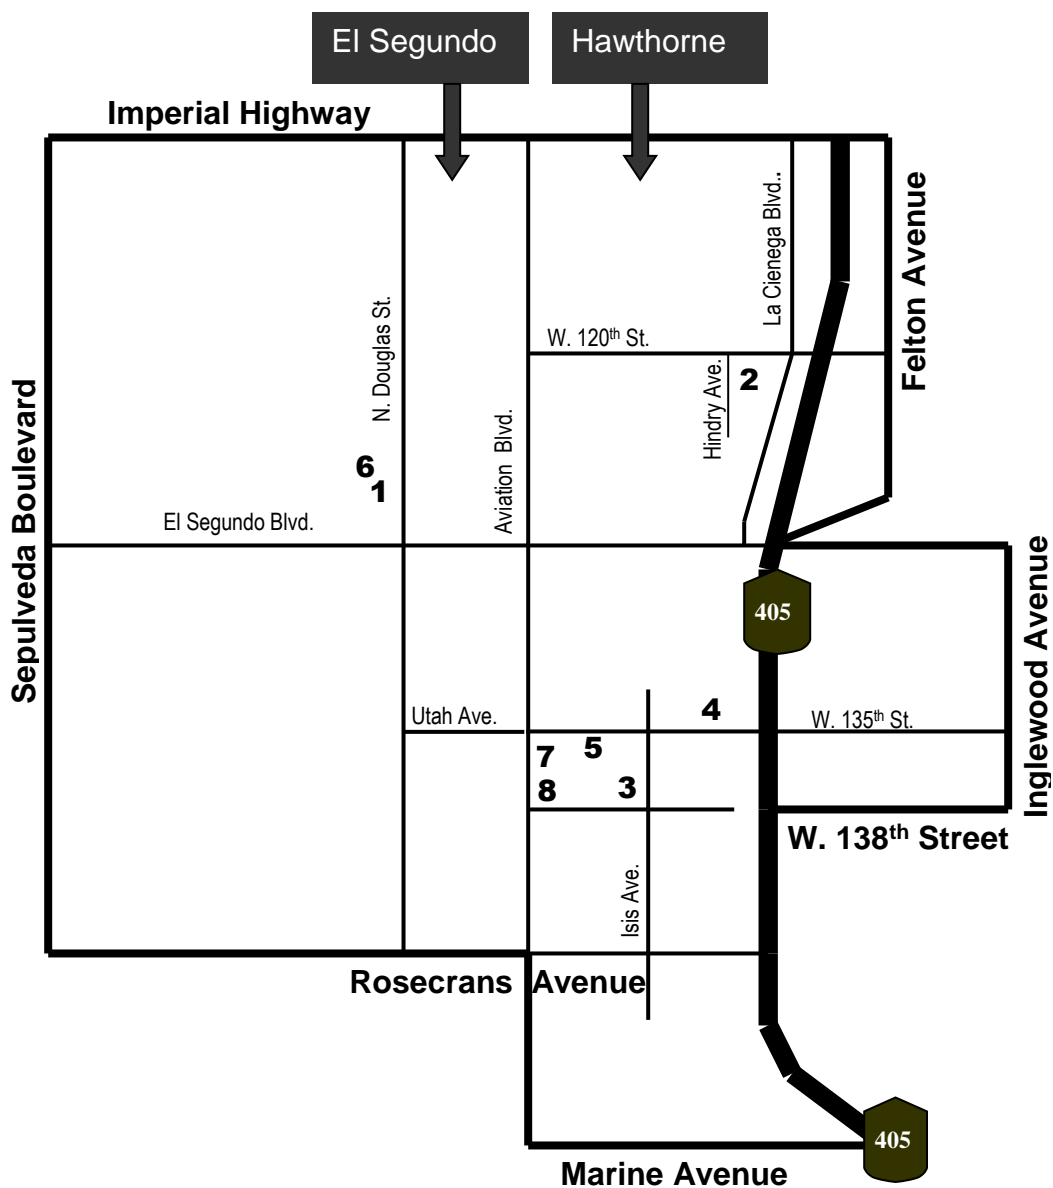 El Segundo
Hawthorne
Imperial Highway
La Cienega Blvd..
Felton Avenue
N. Douglas St.
W. 120th St.
Hindry Ave.
2
Sepulveda Boulevard
Aviation Blvd.
6
1
El Segundo Blvd.
405
Inglewood Avenue
Utah Ave.
4
W. 135th St.
7
5
8
3
W. 138th Street
Isis Ave.
Rosecrans Avenue
405
Marine Avenue